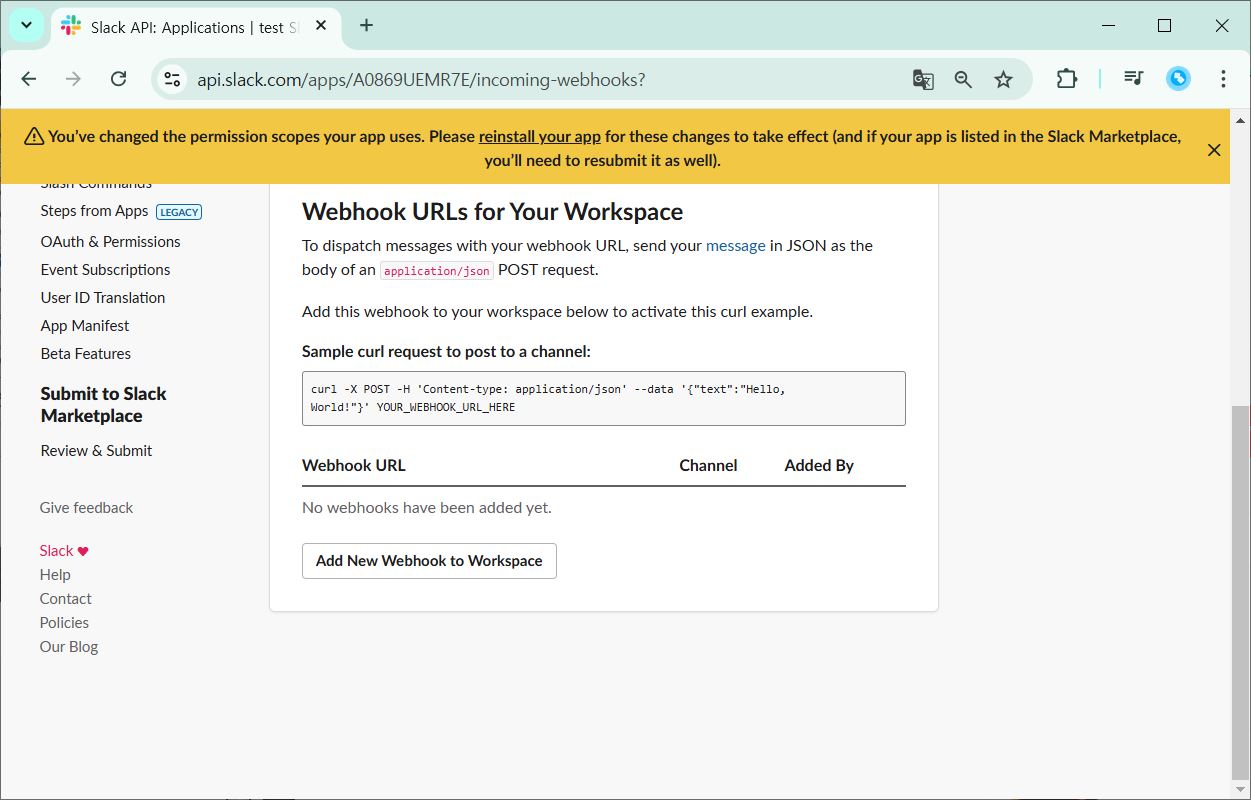 Slack API: Applications | test S
api.slack.com/apps/A0869UEMR7E/incoming-webhooks?
You've changed the permission scopes your app uses. Please reinstall your app for these changes to take effect (and if your app is listed in the Slack Marketplace,
you'll need to resubmit it as well).
Slash Commands
Steps from Apps LEGACY
OAuth & Permissions
Event Subscriptions
User ID Translation
App Manifest
Beta Features
Submit to Slack
Marketplace
Review & Submit
Give feedback
Slack ♥
Help
Contact
Policies
Our Blog
Webhook URLs for Your Workspace
To dispatch messages with your webhook URL, send your message in JSON as the
body of an application/json POST request.
Add this webhook to your workspace below to activate this curl example.
Sample curl request to post to a channel:
curl -X POST -H 'Content-type: application/json' --data '{"text":"Hello,
World!"}' YOUR_WEBHOOK_URL_HERE
Webhook URL Channel Added By
No webhooks have been added yet.
Add New Webhook to Workspace